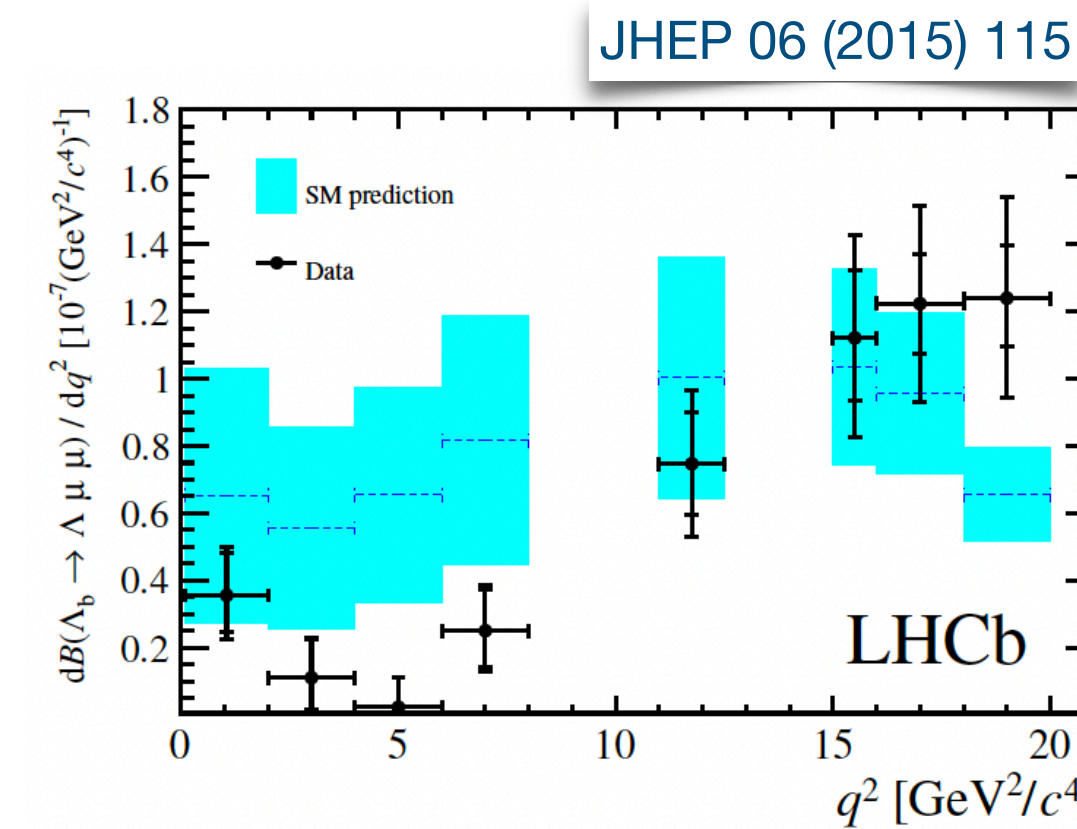 JHEP 06 (2015) 115
dB(Λb → Λ μ μ) / dq² [10⁻⁷(GeV²/c⁴)⁻¹]
1.8
1.6
1.4
1.2
1
0.8
0.6
0.4
0.2
SM prediction
Data
LHCb
0 5 10 15 20
q² [GeV²/c⁴